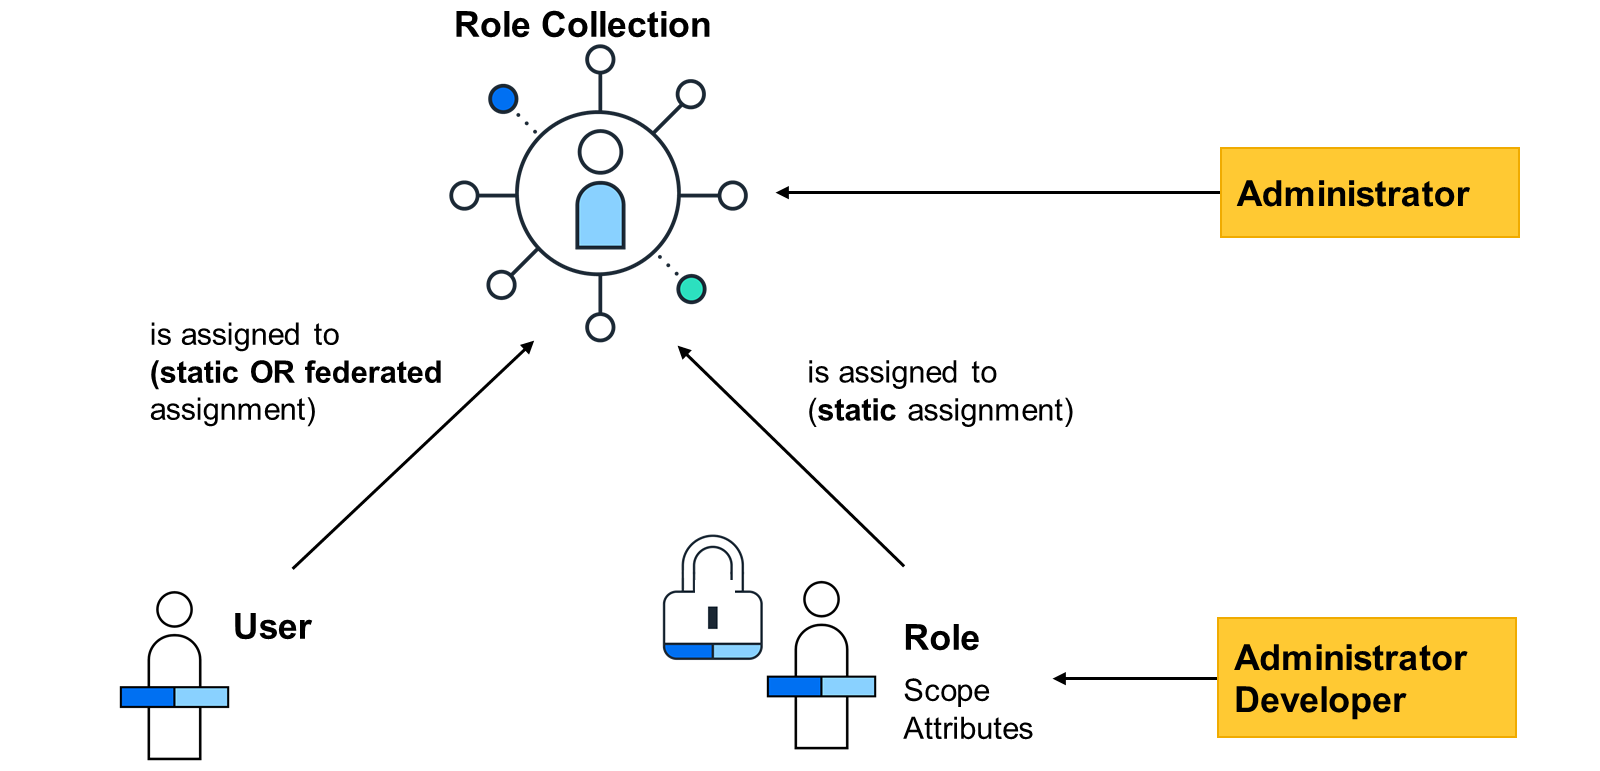 Role Collection
Administrator
is assigned to
(static OR federated
assignment)
is assigned to
(static assignment)
User
Role
Scope
Attributes
Administrator
Developer